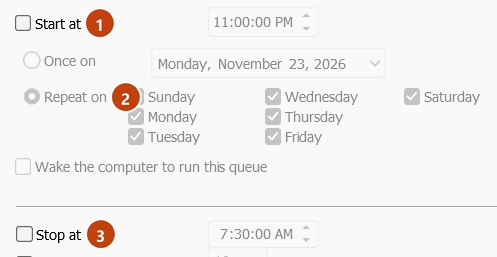 Start at 1 11:00:00 PM
Once on Monday, November 23, 2026
Repeat on 2 Sunday Wednesday Saturday
Monday Thursday
Tuesday Friday
Wake the computer to run this queue
Stop at 3 7:30:00 AM